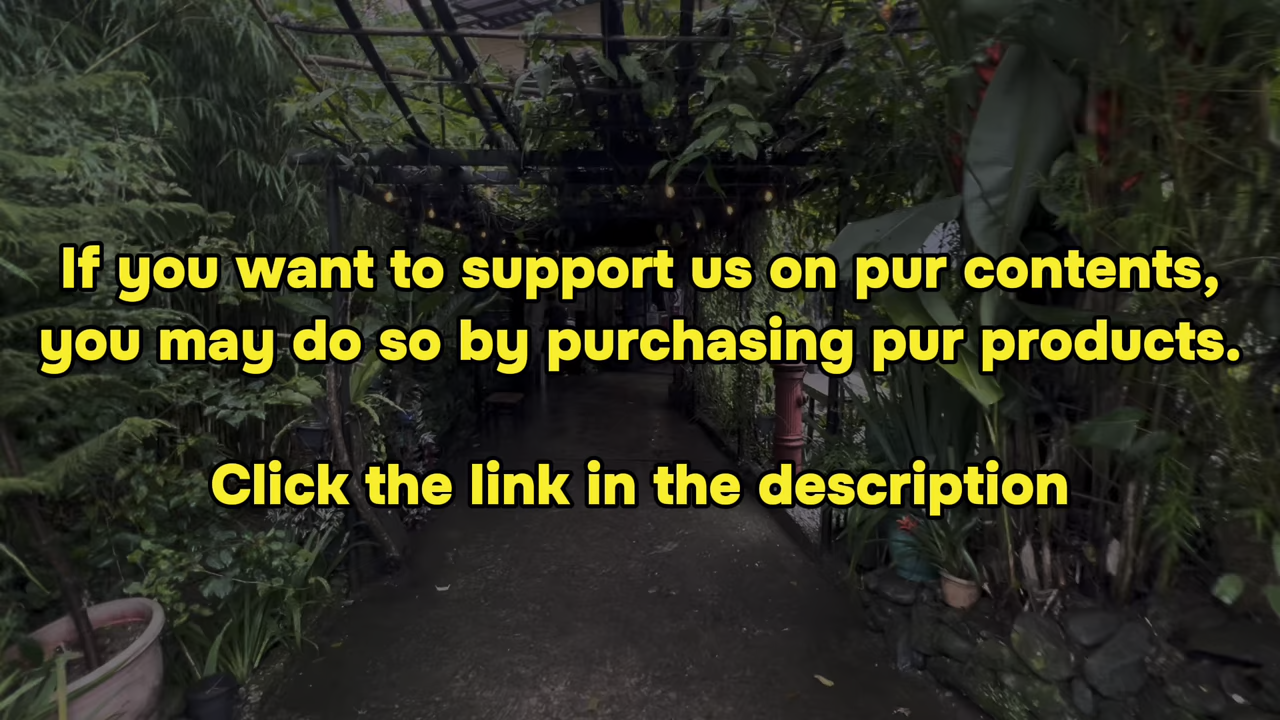 If you want to support us on pur contents,
you may do so by purchasing pur products.
Click the link in the description